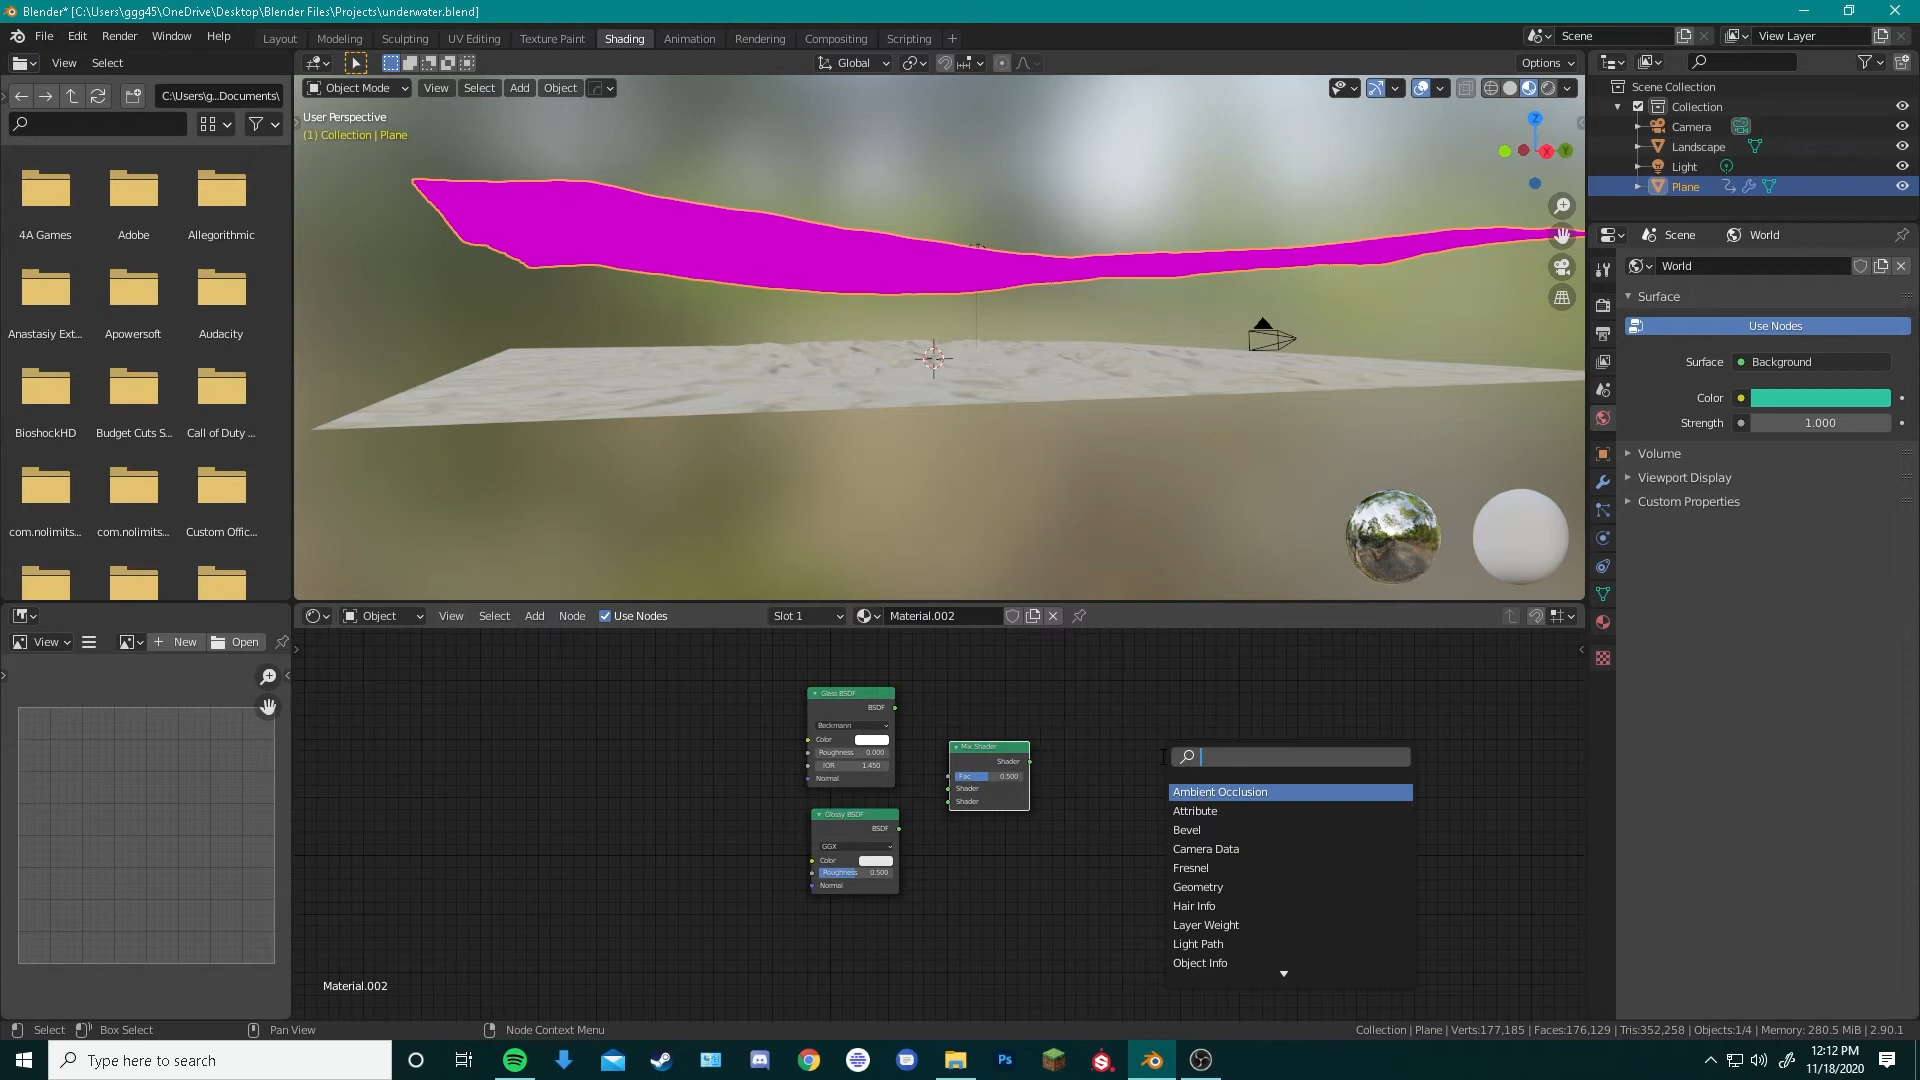 Blender* [C:\Users\ggg45\OneDrive\Desktop\Blender Files\Projects\underwater.blend]
File Edit Render Window Help
Layout Modeling Sculpting UV Editing Texture Paint Shading Animation Rendering Compositing Scripting
Scene
View Layer
View Select
Global
Options
C:\Users\g...Documents\
Object Mode View Select Add Object
User Perspective
(1) Collection | Plane
Z
X
Y
4A Games
Adobe
Allegorithmic
Anastasiy Ext...
Apowersoft
Audacity
BioshockHD
Budget Cuts S...
Call of Duty ...
com.nolimits...
com.nolimits...
Custom Offic...
Scene Collection
Collection
Camera
Landscape
Light
Plane
Scene
World
World
Surface
Use Nodes
Surface
Background
Color
Strength
1.000
Volume
Viewport Display
Custom Properties
Object View Select Add Node Use Nodes
Slot 1
Material.002
View New Open
Glass BSDF
BSDF
Beckmann
Color
Roughness 0.000
IOR 1.450
Normal
Mix Shader
Shader
Fac 0.500
Shader
Shader
Glossy BSDF
BSDF
GGX
Color
Roughness 0.500
Normal
Ambient Occlusion
Attribute
Bevel
Camera Data
Fresnel
Geometry
Hair Info
Layer Weight
Light Path
Object Info
Material.002
Select Box Select Pan View Node Context Menu
Collection | Plane | Verts:177,185 | Faces:176,129 | Tris:352,258 | Objects:1/4 | Memory: 280.5 MiB | 2.90.1
Type here to search
Ps
12:12 PM
11/18/2020